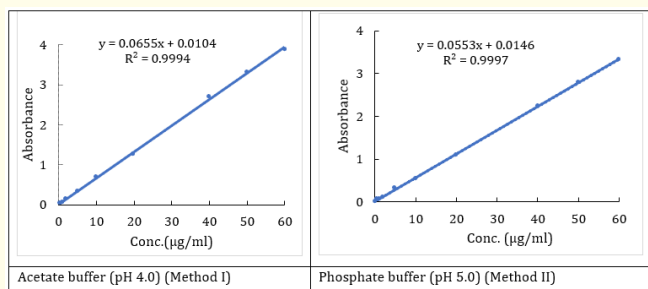 y = 0.0655x + 0.0104
R² = 0.9994
Absorbance
4
3
2
1
0
0 10 20 30 40 50 60
Conc.(µg/ml)
Acetate buffer (pH 4.0) (Method I)
y = 0.0553x + 0.0146
R² = 0.9997
Absorbance
4
3
2
1
0
0 10 20 30 40 50 60
Conc. (µg/ml)
Phosphate buffer (pH 5.0) (Method II)